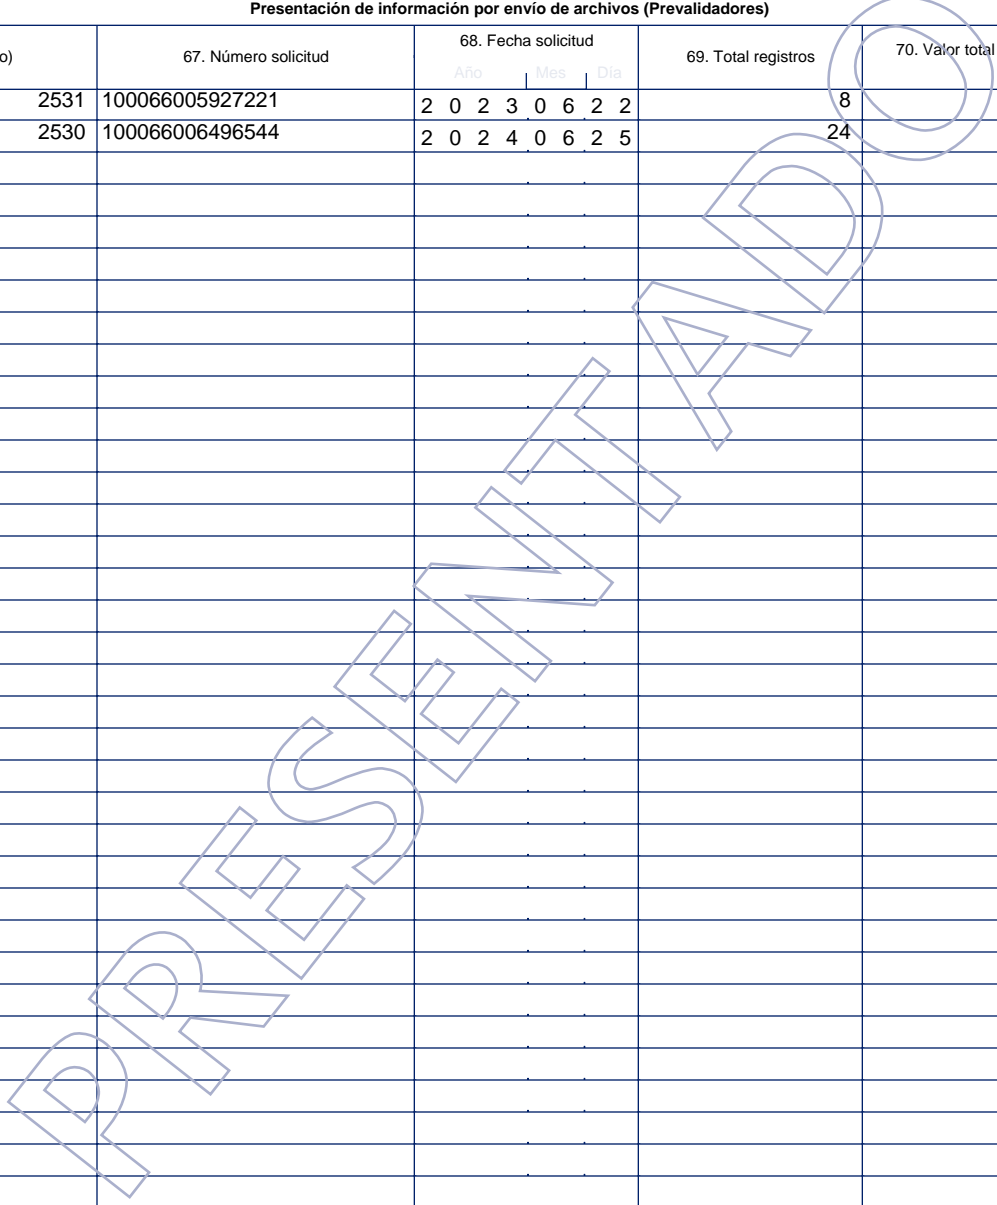 Presentación de información por envío de archivos (Prevalidadores)
o) 67. Número solicitud 68. Fecha solicitud 69. Total registros 70. Valor total
Año Mes Día
2531 100066005927221 2 0 2 3 0 6 2 2 8
2530 100066006496544 2 0 2 4 0 6 2 5 24
PRESENTADO